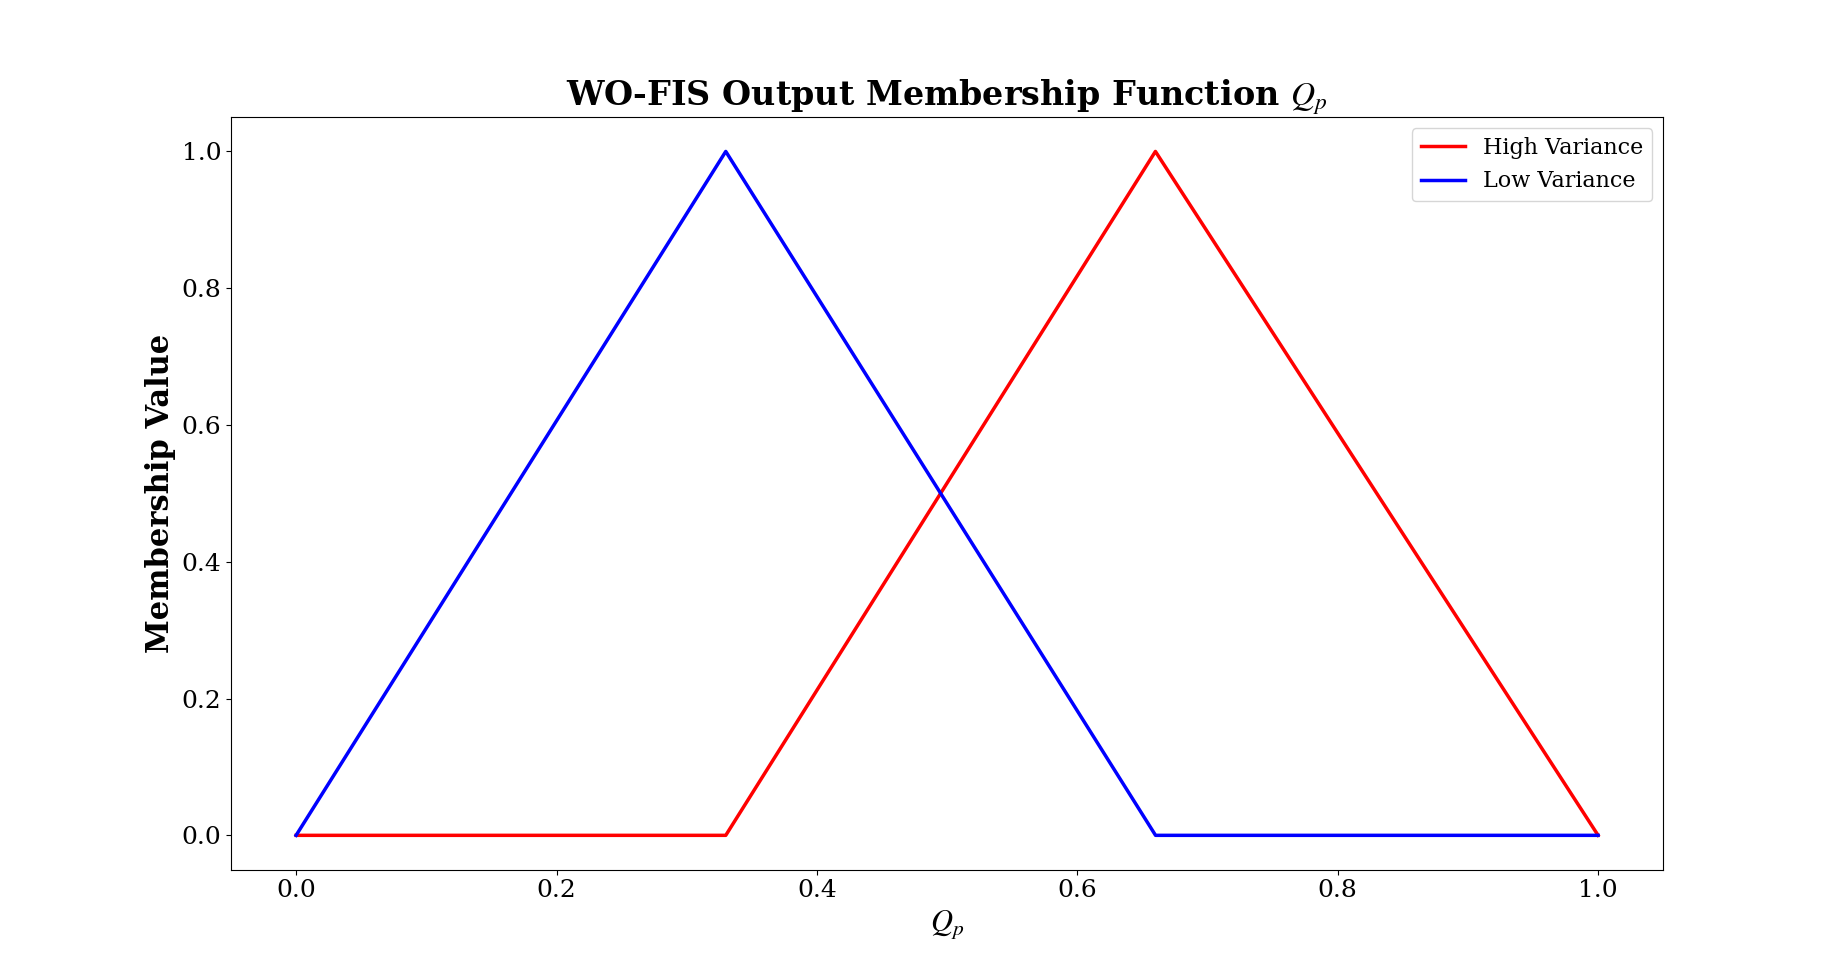 WO-FIS Output Membership Function Qp
High Variance
Low Variance
Membership Value
1.0
0.8
0.6
0.4
0.2
0.0
0.0 0.2 0.4 0.6 0.8 1.0
Qp